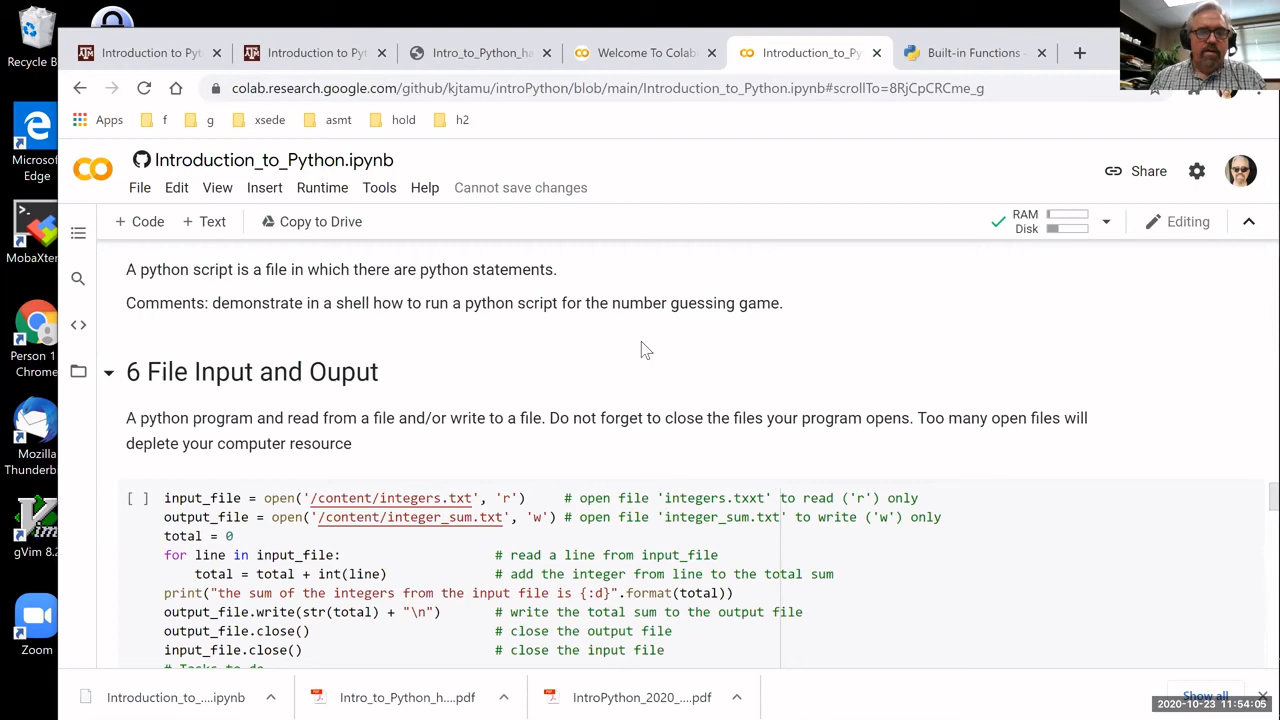 Recycle B
Microsof
Edge
MobaXter
Person 1
Chrome
Mozilla
Thunderb
gVim 8.2
Zoom
Introduction to Pyt
Introduction to Pyt
Intro_to_Pyth
Welcome To Colab
Introduction_to_Py
Built-in Functions
colab.research.google.com/github/kjtamu/IntroPython/blob/main/Introduction_to_Python.ipynb#scrollTo=8RjCpCRCme_g
Apps f g xsede asmt hold h2
CO Introduction_to_Python.ipynb
File Edit View Insert Runtime Tools Help Cannot save changes
Share
+ Code + Text Copy to Drive
RAM
Disk
Editing
A python script is a file in which there are python statements.
Comments: demonstrate in a shell how to run a python script for the number guessing game.
6 File Input and Ouput
A python program and read from a file and/or write to a file. Do not forget to close the files your program opens. Too many open files will
deplete your computer resource
[ ] input_file = open('/content/integers.txt', 'r') # open file 'integers.txxt' to read ('r') only
output_file = open('/content/integer_sum.txt', 'w') # open file 'integer_sum.txt' to write ('w') only
total = 0
for line in input_file: # read a line from input_file
total = total + int(line) # add the integer from line to the total sum
print("the sum of the integers from the input file is {:d}".format(total))
output_file.write(str(total) + "\n") # write the total sum to the output file
output_file.close() # close the output file
input_file.close() # close the input file
# Tasks to do
Introduction_to_....ipynb Intro_to_Python_h....pdf IntroPython_2020_....pdf Show all
2020-10-23 11:54:05